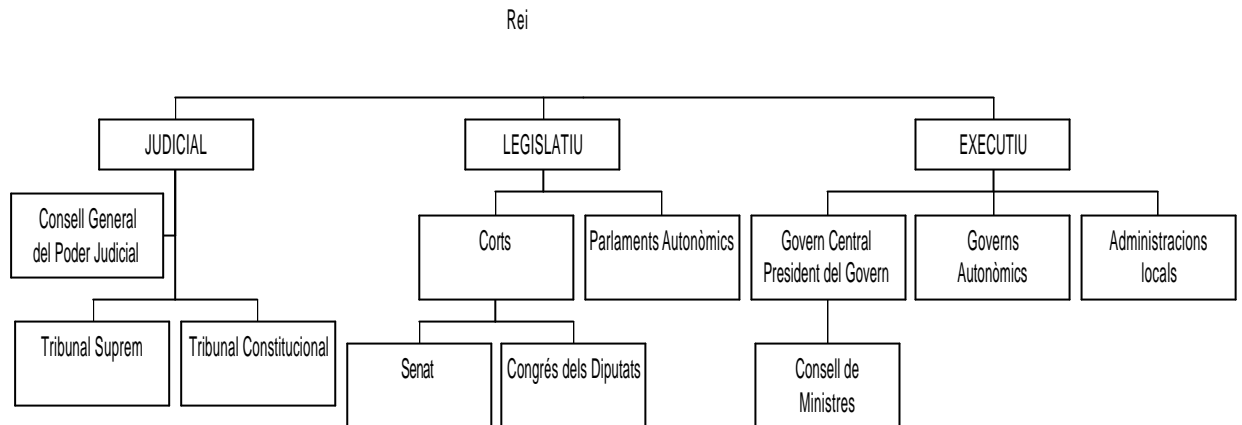 Rei
JUDICIAL
LEGISLATIU
EXECUTIU
Consell General
del Poder Judicial
Corts
Parlaments Autonòmics
Govern Central
President del Govern
Governs
Autonòmics
Administracions
locals
Tribunal Suprem
Tribunal Constitucional
Senat
Congrés dels Diputats
Consell de
Ministres